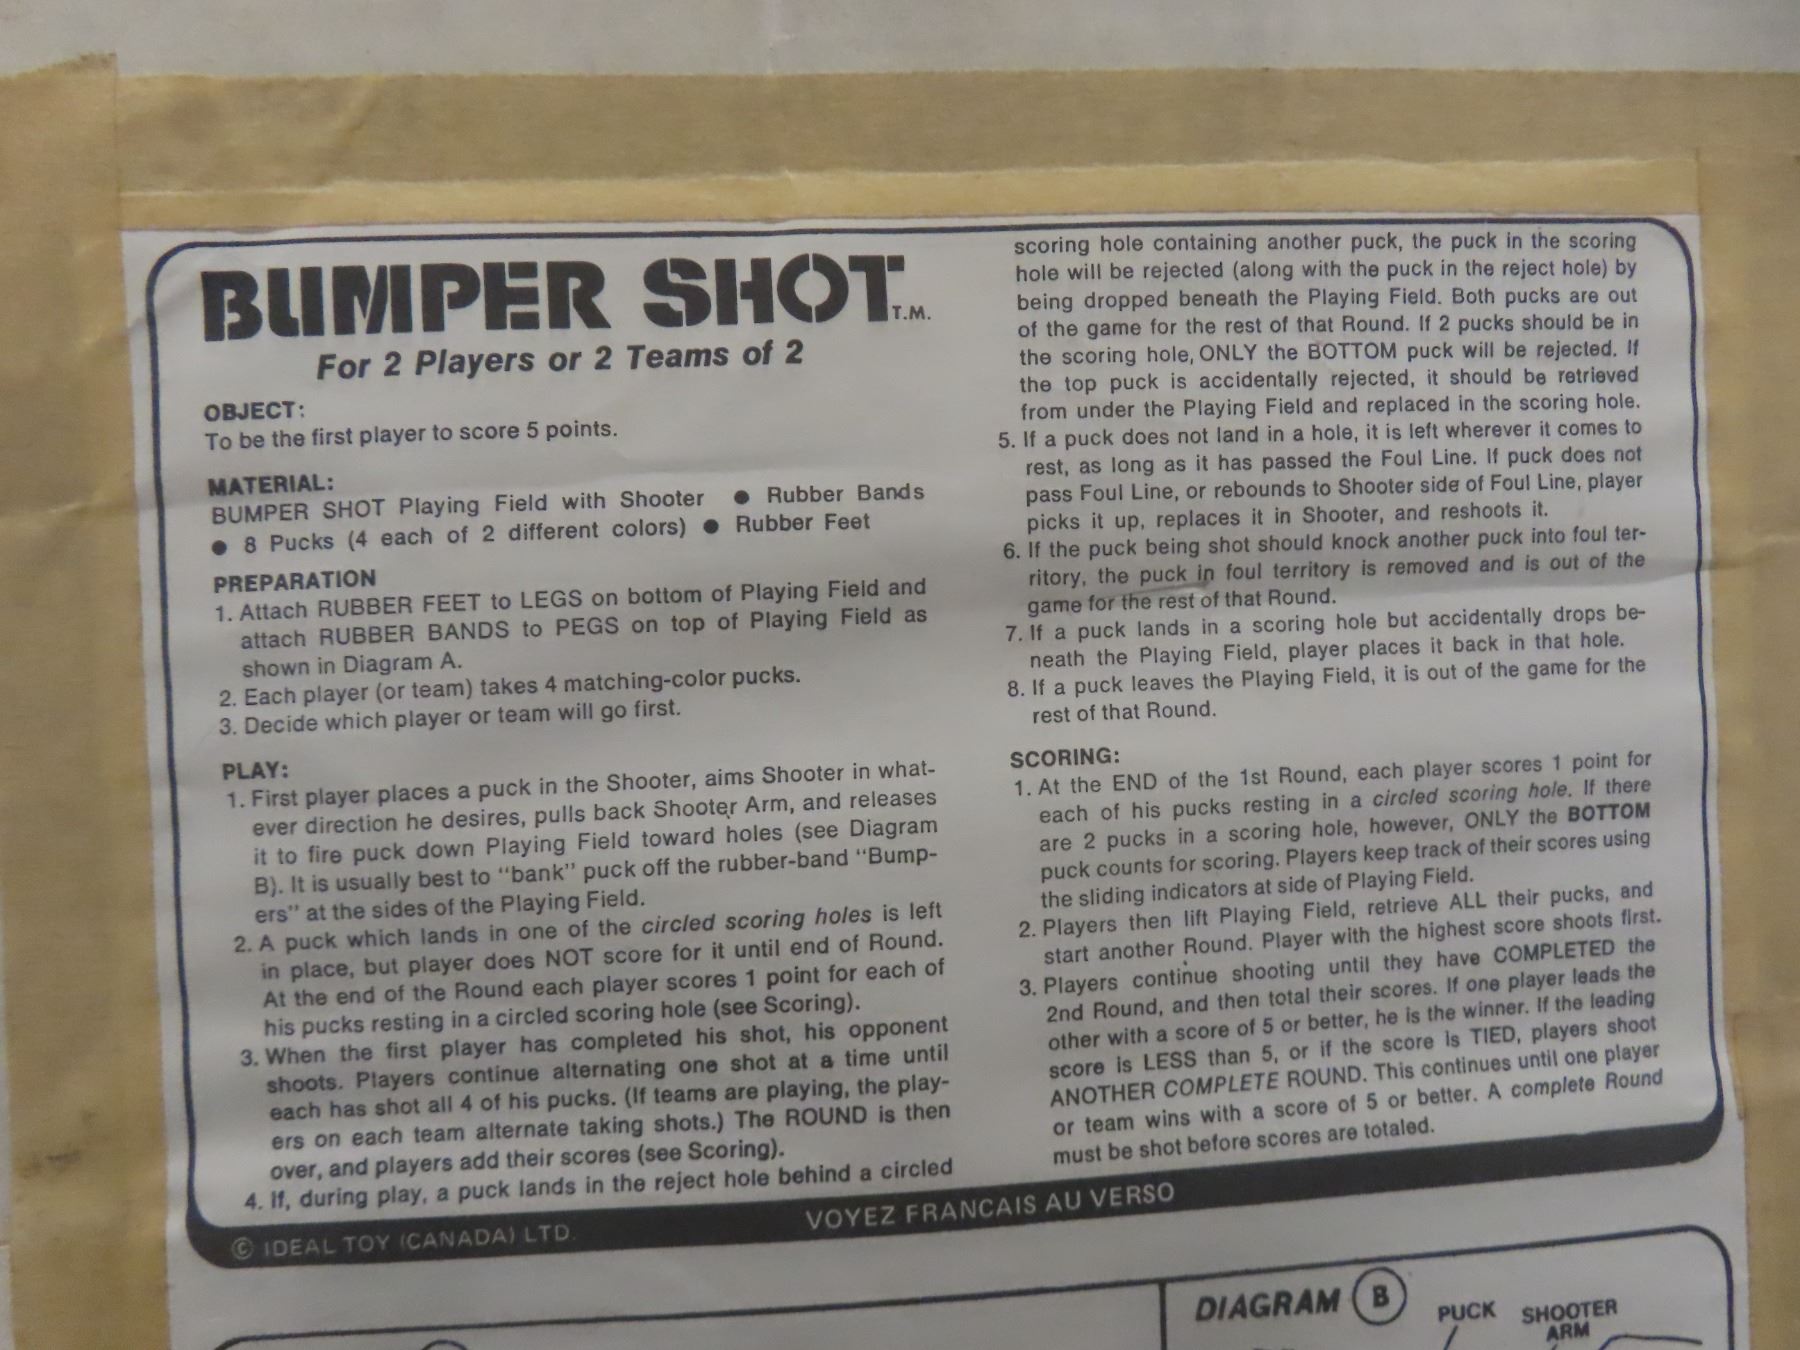 BUMPER SHOT T.M.
For 2 Players or 2 Teams of 2
OBJECT:
To be the first player to score 5 points.
MATERIAL:
BUMPER SHOT Playing Field with Shooter ● Rubber Bands
● 8 Pucks (4 each of 2 different colors) ● Rubber Feet
PREPARATION
1. Attach RUBBER FEET to LEGS on bottom of Playing Field and
attach RUBBER BANDS to PEGS on top of Playing Field as
shown in Diagram A.
2. Each player (or team) takes 4 matching-color pucks.
3. Decide which player or team will go first.
PLAY:
1. First player places a puck in the Shooter, aims Shooter in what-
ever direction he desires, pulls back Shooter Arm, and releases
it to fire puck down Playing Field toward holes (see Diagram
B). It is usually best to "bank" puck off the rubber-band "Bump-
ers" at the sides of the Playing Field.
2. A puck which lands in one of the circled scoring holes is left
in place, but player does NOT score for it until end of Round.
At the end of the Round each player scores 1 point for each of
his pucks resting in a circled scoring hole (see Scoring).
3. When the first player has completed his shot, his opponent
shoots. Players continue alternating one shot at a time until
each has shot all 4 of his pucks. (If teams are playing, the play-
ers on each team alternate taking shots.) The ROUND is then
over, and players add their scores (see Scoring).
4. If, during play, a puck lands in the reject hole behind a circled
scoring hole containing another puck, the puck in the scoring
hole will be rejected (along with the puck in the reject hole) by
being dropped beneath the Playing Field. Both pucks are out
of the game for the rest of that Round. If 2 pucks should be in
the scoring hole, ONLY the BOTTOM puck will be rejected. If
the top puck is accidentally rejected, it should be retrieved
from under the Playing Field and replaced in the scoring hole.
5. If a puck does not land in a hole, it is left wherever it comes to
rest, as long as it has passed the Foul Line. If puck does not
pass Foul Line, or rebounds to Shooter side of Foul Line, player
picks it up, replaces it in Shooter, and reshoots it.
6. If the puck being shot should knock another puck into foul ter-
ritory, the puck in foul territory is removed and is out of the
game for the rest of that Round.
7. If a puck lands in a scoring hole but accidentally drops be-
neath the Playing Field, player places it back in that hole.
8. If a puck leaves the Playing Field, it is out of the game for the
rest of that Round.
SCORING:
1. At the END of the 1st Round, each player scores 1 point for
each of his pucks resting in a circled scoring hole. If there
are 2 pucks in a scoring hole, however, ONLY the BOTTOM
puck counts for scoring. Players keep track of their scores using
the sliding indicators at side of Playing Field.
2. Players then lift Playing Field, retrieve ALL their pucks, and
start another Round. Player with the highest score shoots first.
3. Players continue shooting until they have COMPLETED the
2nd Round, and then total their scores. If one player leads the
other with a score of 5 or better, he is the winner. If the leading
score is LESS than 5, or if the score is TIED, players shoot
ANOTHER COMPLETE ROUND. This continues until one player
or team wins with a score of 5 or better. A complete Round
must be shot before scores are totaled.
© IDEAL TOY (CANADA) LTD.
VOYEZ FRANCAIS AU VERSO
DIAGRAM B
PUCK
SHOOTER
ARM